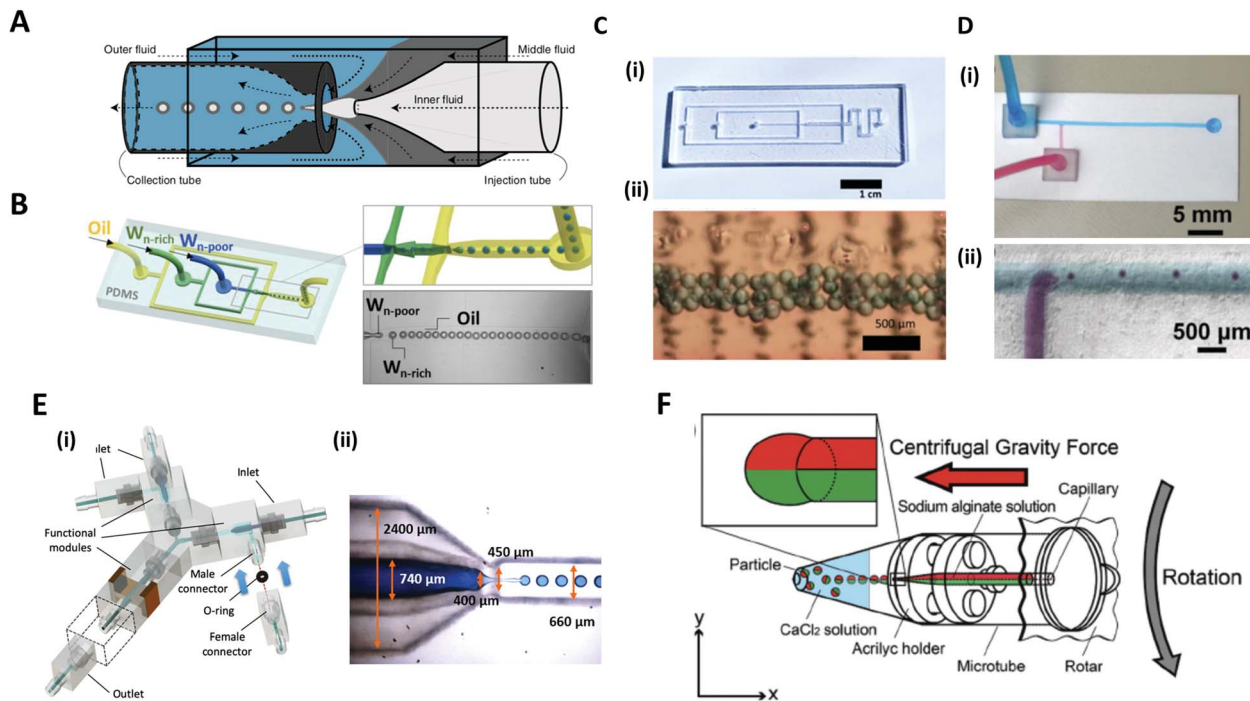 A
Outer fluid
Middle fluid
Inner fluid
Collection tube
Injection tube
B
Oil
Wn-rich
Wn-poor
PDMS
Wn-poor
Oil
Wn-rich
C
(i)
1 cm
(ii)
500 µm
D
(i)
5 mm
(ii)
500 µm
E
(i)
Inlet
Functional
modules
Male
connector
O-ring
Female
connector
Outlet
(ii)
2400 µm
450 µm
740 µm
400 µm
660 µm
F
Centrifugal Gravity
Force
Sodium alginate solution
Capillary
Particle
Rotation
CaCl2 solution
Acrilyc holder
Microtube
Rotar
y
x